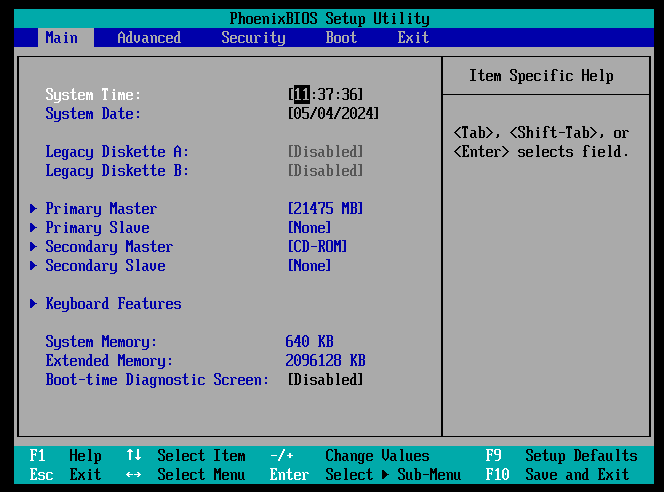 PhoenixBIOS Setup Utility
Main Advanced Security Boot Exit
Item Specific Help
System Time: [11:37:36]
System Date: [05/04/2024]
<Tab>, <Shift-Tab>, or
<Enter> selects field.
Legacy Diskette A: [Disabled]
Legacy Diskette B: [Disabled]
Primary Master [21475 MB]
Primary Slave [None]
Secondary Master [CD-ROM]
Secondary Slave [None]
Keyboard Features
System Memory: 640 KB
Extended Memory: 2096128 KB
Boot-time Diagnostic Screen: [Disabled]
F1 Help ↑↓ Select Item -/+ Change Values F9 Setup Defaults
Esc Exit ↔ Select Menu Enter Select ▶ Sub-Menu F10 Save and Exit